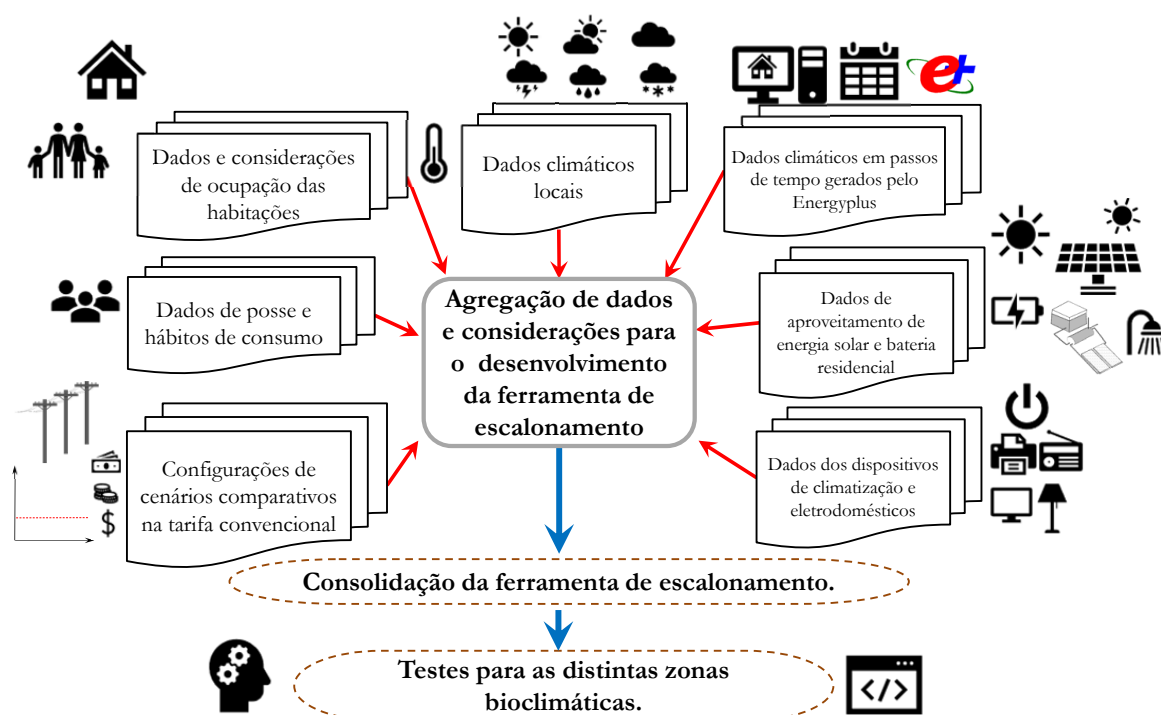 e+
Dados e considerações
de ocupação das
habitações
Dados climáticos
locais
Dados climáticos em passos
de tempo gerados pelo
Energyplus
Dados de posse e
hábitos de consumo
Agregação de dados
e considerações para
o desenvolvimento
da ferramenta de
escalonamento
Dados de
aproveitamento de
energia solar e bateria
residencial
Configurações de
cenários comparativos
na tarifa convencional
$
Dados dos dispositivos
de climatização e
eletrodomésticos
Consolidação da ferramenta de escalonamento.
Testes para as distintas zonas
bioclimáticas.
</>